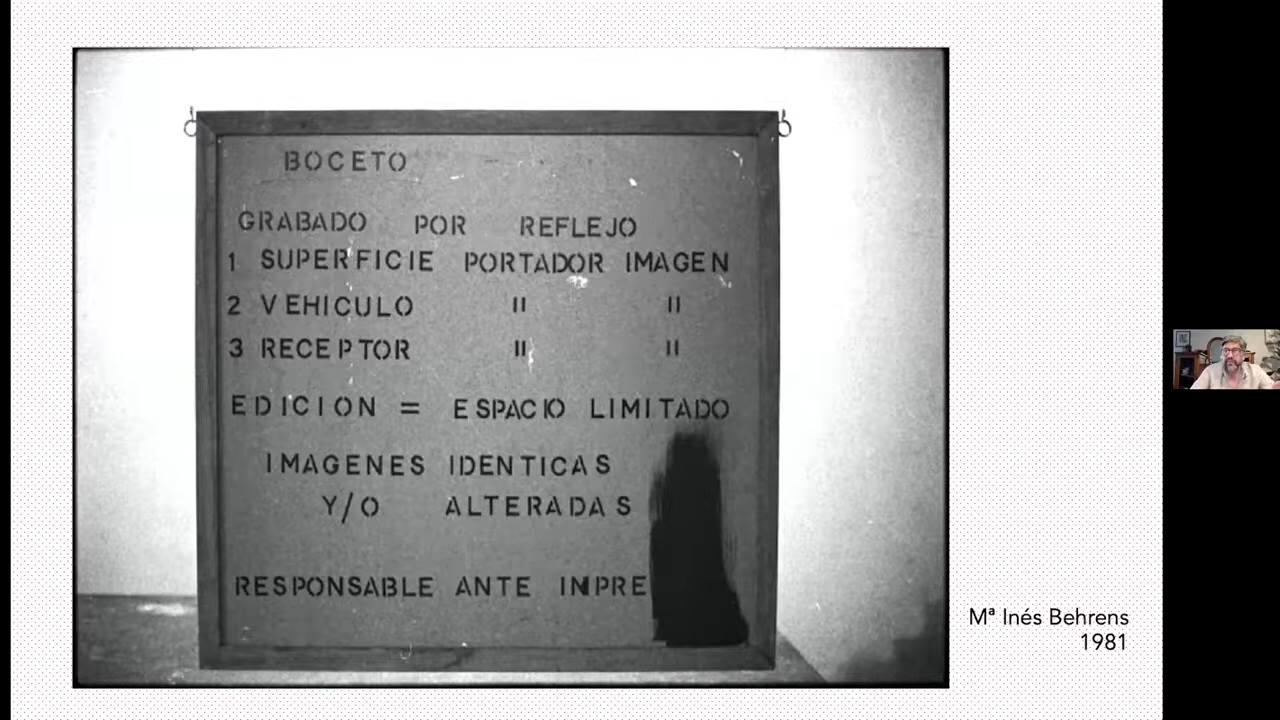 BOCETO
GRABADO POR REFLEJO
1 SUPERFICIE PORTADOR IMAGEN
2 VEHICULO " "
3 RECEPTOR " "
EDICION = ESPACIO LIMITADO
IMAGENES IDENTICAS
Y/O ALTERADAS
RESPONSABLE ANTE INPRE
Mª Inés Behrens
1981